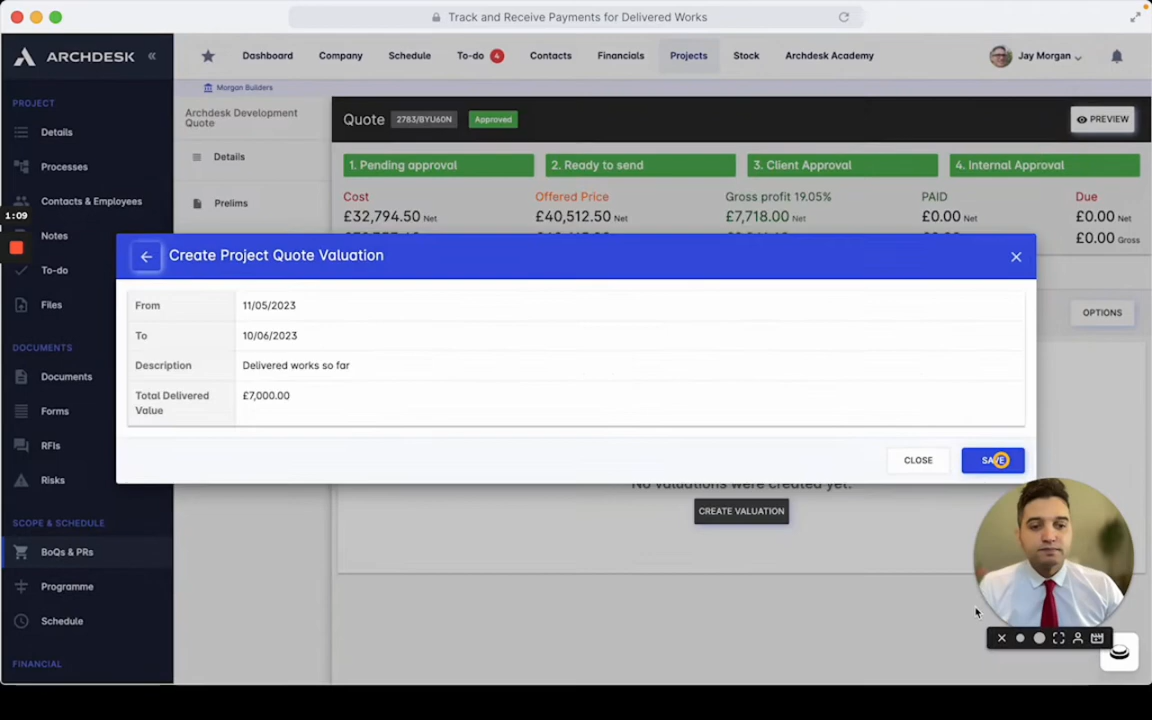 Track and Receive Payments for Delivered Works
ARCHDESK
Dashboard
Company
Schedule
To-do 4
Contacts
Financials
Projects
Stock
Archdesk Academy
Jay Morgan
Morgan Builders
PROJECT
Details
Processes
Contacts & Employees
1:09
Notes
To-do
Files
DOCUMENTS
Documents
Forms
RFIs
Risks
SCOPE & SCHEDULE
BoQs & PRs
Programme
Schedule
FINANCIAL
Archdesk Development
Quote
Details
Prelims
Quote 2783/BYU60N Approved
PREVIEW
1. Pending approval
2. Ready to send
3. Client Approval
4. Internal Approval
Cost
£32,794.50 Net
Offered Price
£40,512.50 Net
Gross profit 19.05%
£7,718.00 Net
PAID
£0.00 Net
Due
£0.00 Net
£0.00 Gross
OPTIONS
Create Project Quote Valuation
From 11/05/2023
To 10/06/2023
Description Delivered works so far
Total Delivered £7,000.00
Value
CLOSE
SAVE
No valuations were created yet.
CREATE VALUATION